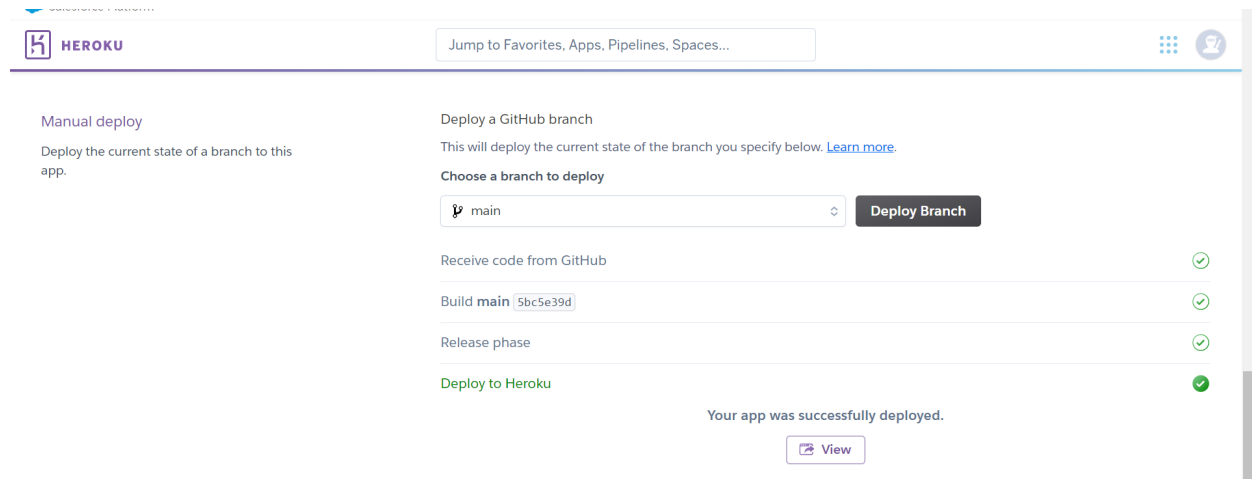 HEROKU
Jump to Favorites, Apps, Pipelines, Spaces...
Manual deploy
Deploy the current state of a branch to this
app.
Deploy a GitHub branch
This will deploy the current state of the branch you specify below. Learn more.
Choose a branch to deploy
main
Deploy Branch
Receive code from GitHub
Build main 5bc5e39d
Release phase
Deploy to Heroku
Your app was successfully deployed.
View